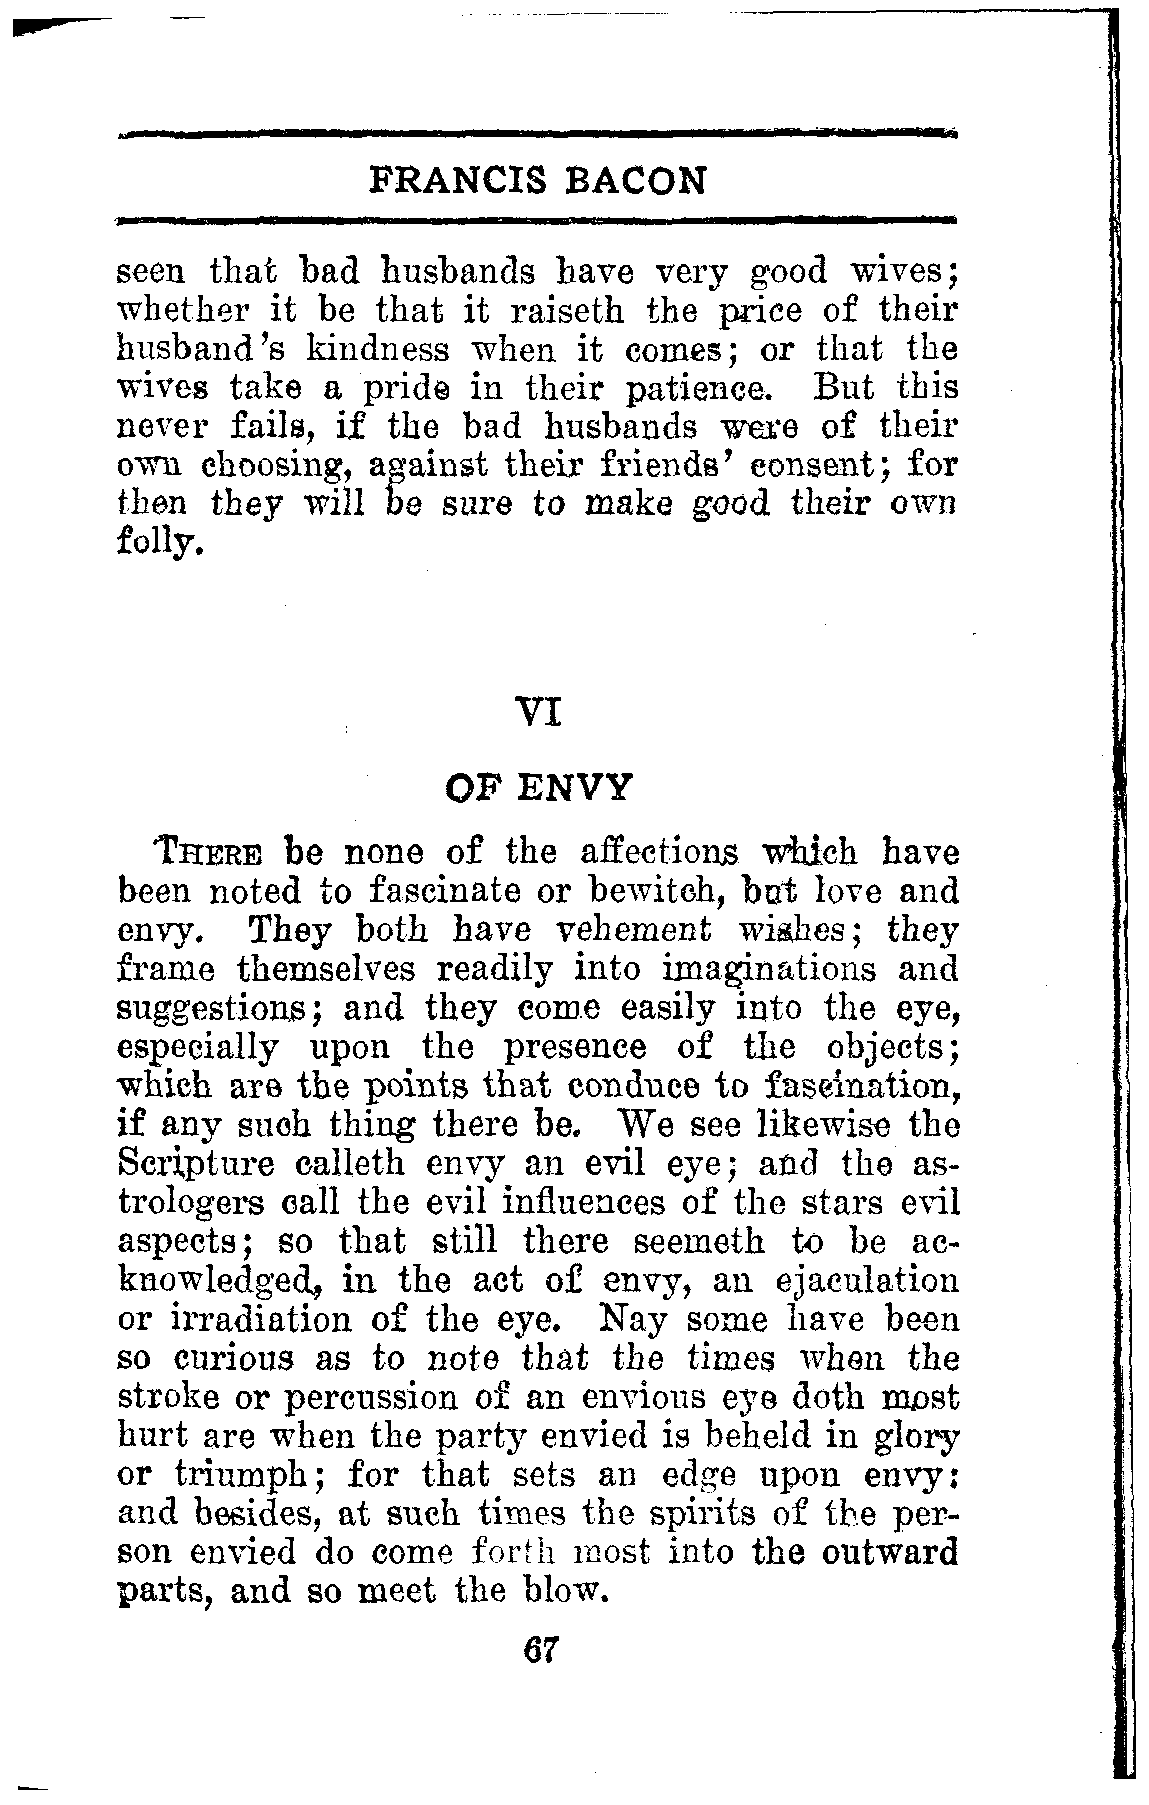 FRANCIS BACON
seen that bad husbands have very good wives;
whether it be that it raiseth the price of their
husband's kindness when it comes; or that the
wives take a pride in their patience. But this
never fails, if the bad husbands were of their
own choosing, against their friends' consent; for
then they will be sure to make good their own
folly.
VI
OF ENVY
THERE be none of the affections which have
been noted to fascinate or bewitch, but love and
envy. They both have vehement wishes; they
frame themselves readily into imaginations and
suggestions; and they come easily into the eye,
especially upon the presence of the objects;
which are the points that conduce to fascination,
if any such thing there be. We see likewise the
Scripture calleth envy an evil eye; and the as-
trologers call the evil influences of the stars evil
aspects; so that still there seemeth to be ac-
knowledged, in the act of envy, an ejaculation
or irradiation of the eye. Nay some have been
so curious as to note that the times when the
stroke or percussion of an envious eye doth most
hurt are when the party envied is beheld in glory
or triumph; for that sets an edge upon envy:
and besides, at such times the spirits of the per-
son envied do come forth most into the outward
parts, and so meet the blow.
67